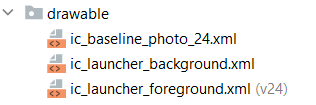 drawable
ic_baseline_photo_24.xml
ic_launcher_background.xml
ic_launcher_foreground.xml (v24)